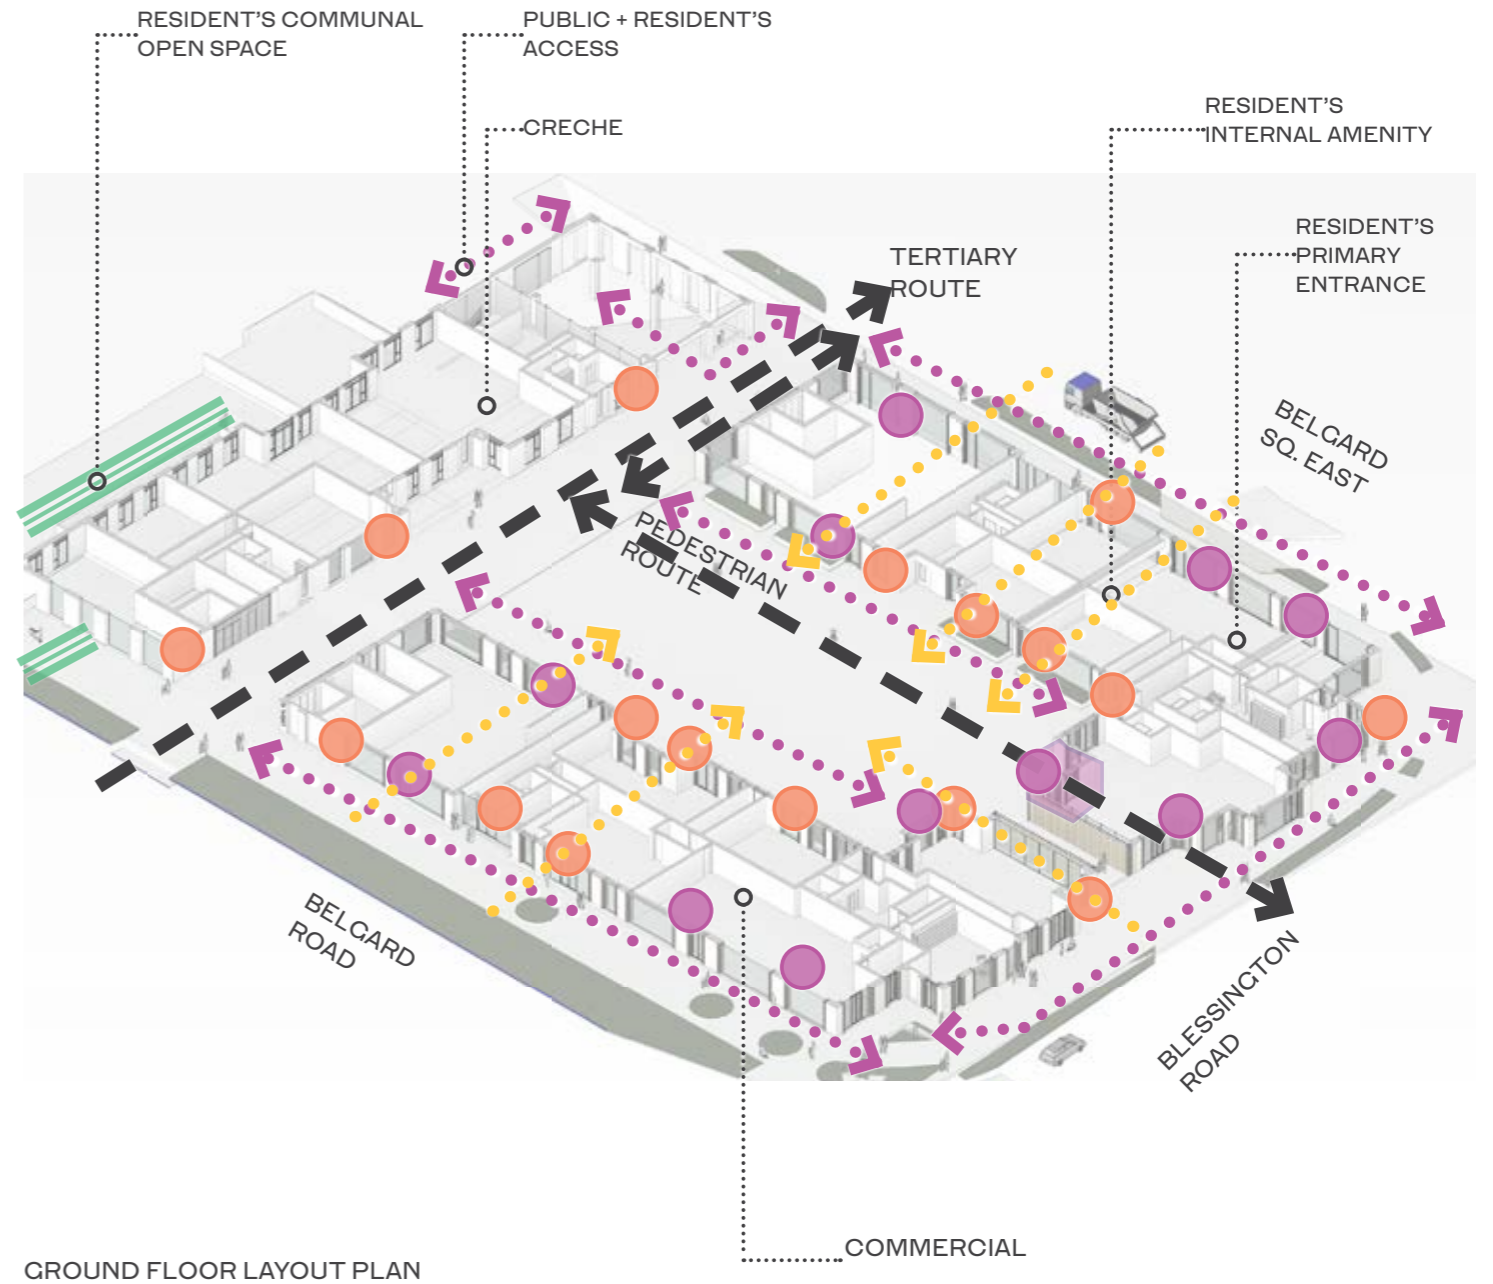 RESIDENT'S COMMUNAL
OPEN SPACE
PUBLIC + RESIDENT'S
ACCESS
CRECHE
RESIDENT'S
INTERNAL AMENITY
RESIDENT'S
PRIMARY
ENTRANCE
TERTIARY
ROUTE
BELGARD
SQ. EAST
PEDESTRIAN
ROUTE
BELGARD
ROAD
BLESSINGTON
ROAD
COMMERCIAL
GROUND FLOOR LAYOUT PLAN